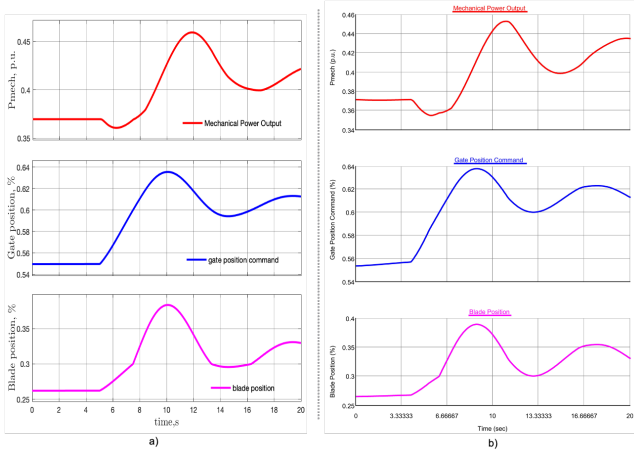 Pmech, p.u.
0.45
0.4
0.35
Mechanical Power Output
Gate position, %
0.64
0.62
0.6
0.58
0.56
0.54
gate position command
Blade position, %
0.35
0.3
0.25
blade position
0 2 4 6 8 10 12 14 16 18 20
time,s
a)
Mechanical Power Output
Pmech (p.u.)
0.46
0.44
0.42
0.4
0.38
0.36
0.34
Gate Position Command
Gate Position Command (%)
0.64
0.62
0.6
0.56
0.54
Blade Position
Blade Position (%)
0.4
0.35
0.3
0.25
0 3.33333 6.66667 10 13.33333 16.66667 20
Time (sec)
b)